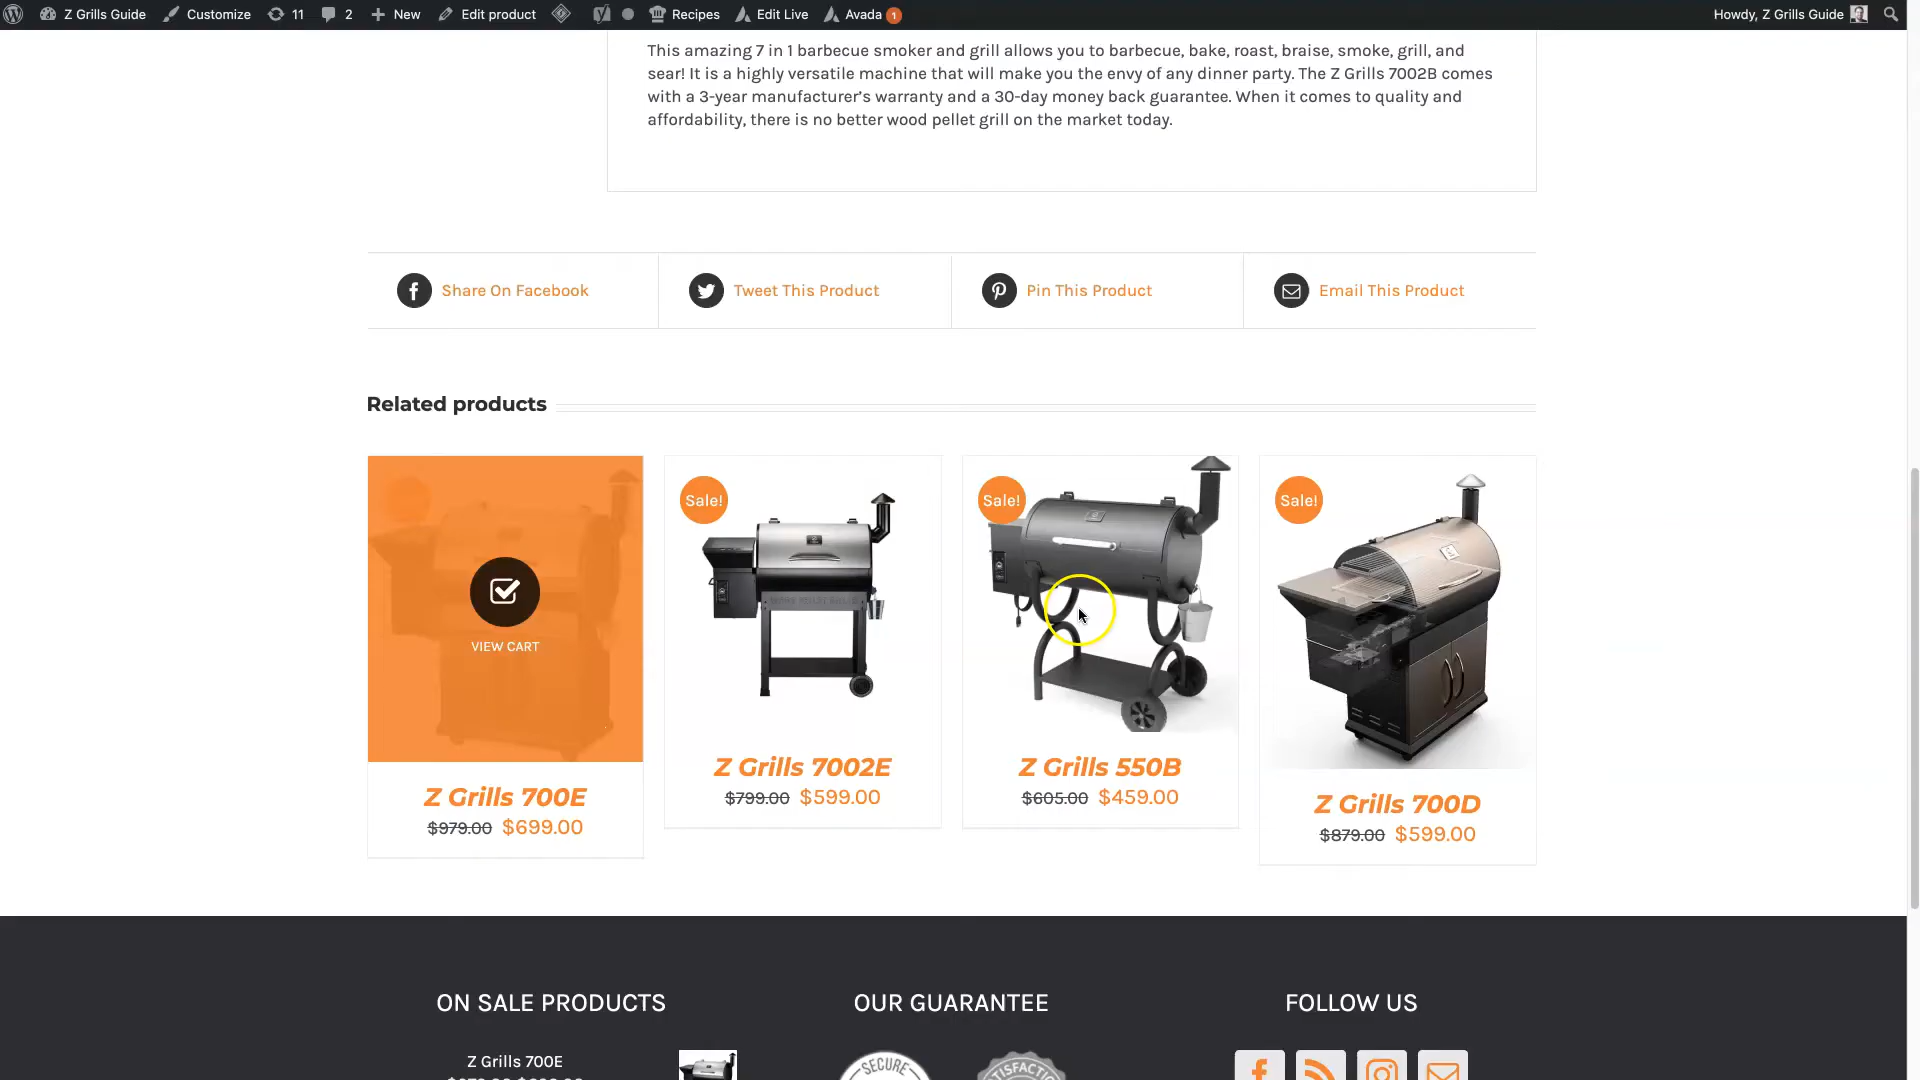 Z Grills Guide Customize 11 2 New Edit product Recipes Edit Live Avada 1 Howdy, Z Grills Guide
This amazing 7 in 1 barbecue smoker and grill allows you to barbecue, bake, roast, braise, smoke, grill, and
sear! It is a highly versatile machine that will make you the envy of any dinner party. The Z Grills 7002B comes
with a 3-year manufacturer’s warranty and a 30-day money back guarantee. When it comes to quality and
affordability, there is no better wood pellet grill on the market today.
Share On Facebook Tweet This Product Pin This Product Email This Product
Related products
Sale! Sale! Sale!
VIEW CART
Z Grills 700E
$979.00 $699.00
Z Grills 7002E
$799.00 $599.00
Z Grills 550B
$605.00 $459.00
Z Grills 700D
$879.00 $599.00
ON SALE PRODUCTS OUR GUARANTEE FOLLOW US
Z Grills 700E
SECURE